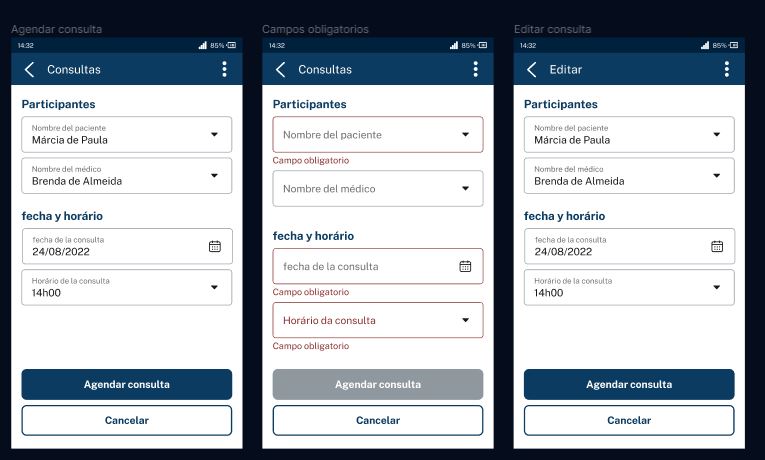 Agendar consulta
14:32
85%
Consultas
Participantes
Nombre del paciente
Márcia de Paula
Nombre del médico
Brenda de Almeida
fecha y horário
fecha de la consulta
24/08/2022
Horário de la consulta
14h00
Agendar consulta
Cancelar
Campos obligatorios
14:32
85%
Consultas
Participantes
Nombre del paciente
Campo obligatorio
Nombre del médico
fecha y horário
fecha de la consulta
Campo obligatorio
Horário da consulta
Campo obligatorio
Agendar consulta
Cancelar
Editar consulta
14:32
85%
Editar
Participantes
Nombre del paciente
Márcia de Paula
Nombre del médico
Brenda de Almeida
fecha y horário
fecha de la consulta
24/08/2022
Horário de la consulta
14h00
Agendar consulta
Cancelar